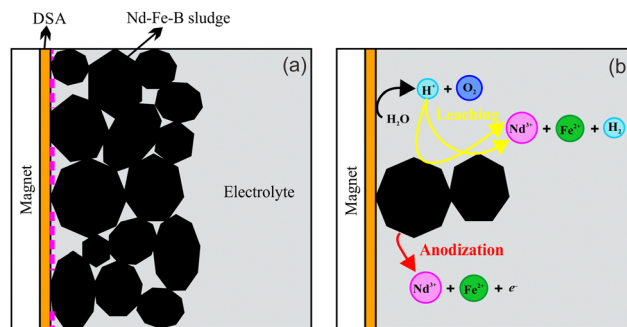 DSA
Nd-Fe-B sludge
(a)
Magnet
Electrolyte
(b)
Magnet
H⁺ + O₂
H₂O
Leaching
Nd³⁺ + Fe²⁺ + H₂
Anodization
Nd³⁺ + Fe²⁺ + e⁻